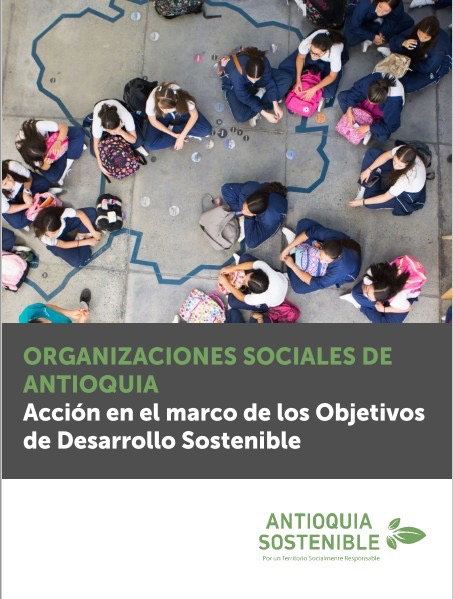 ORGANIZACIONES SOCIALES DE
ANTIOQUIA
Acción en el marco de los Objetivos
de Desarrollo Sostenible
ANTIOQUIA
SOSTENIBLE
Por un Territorio Socialmente Responsable